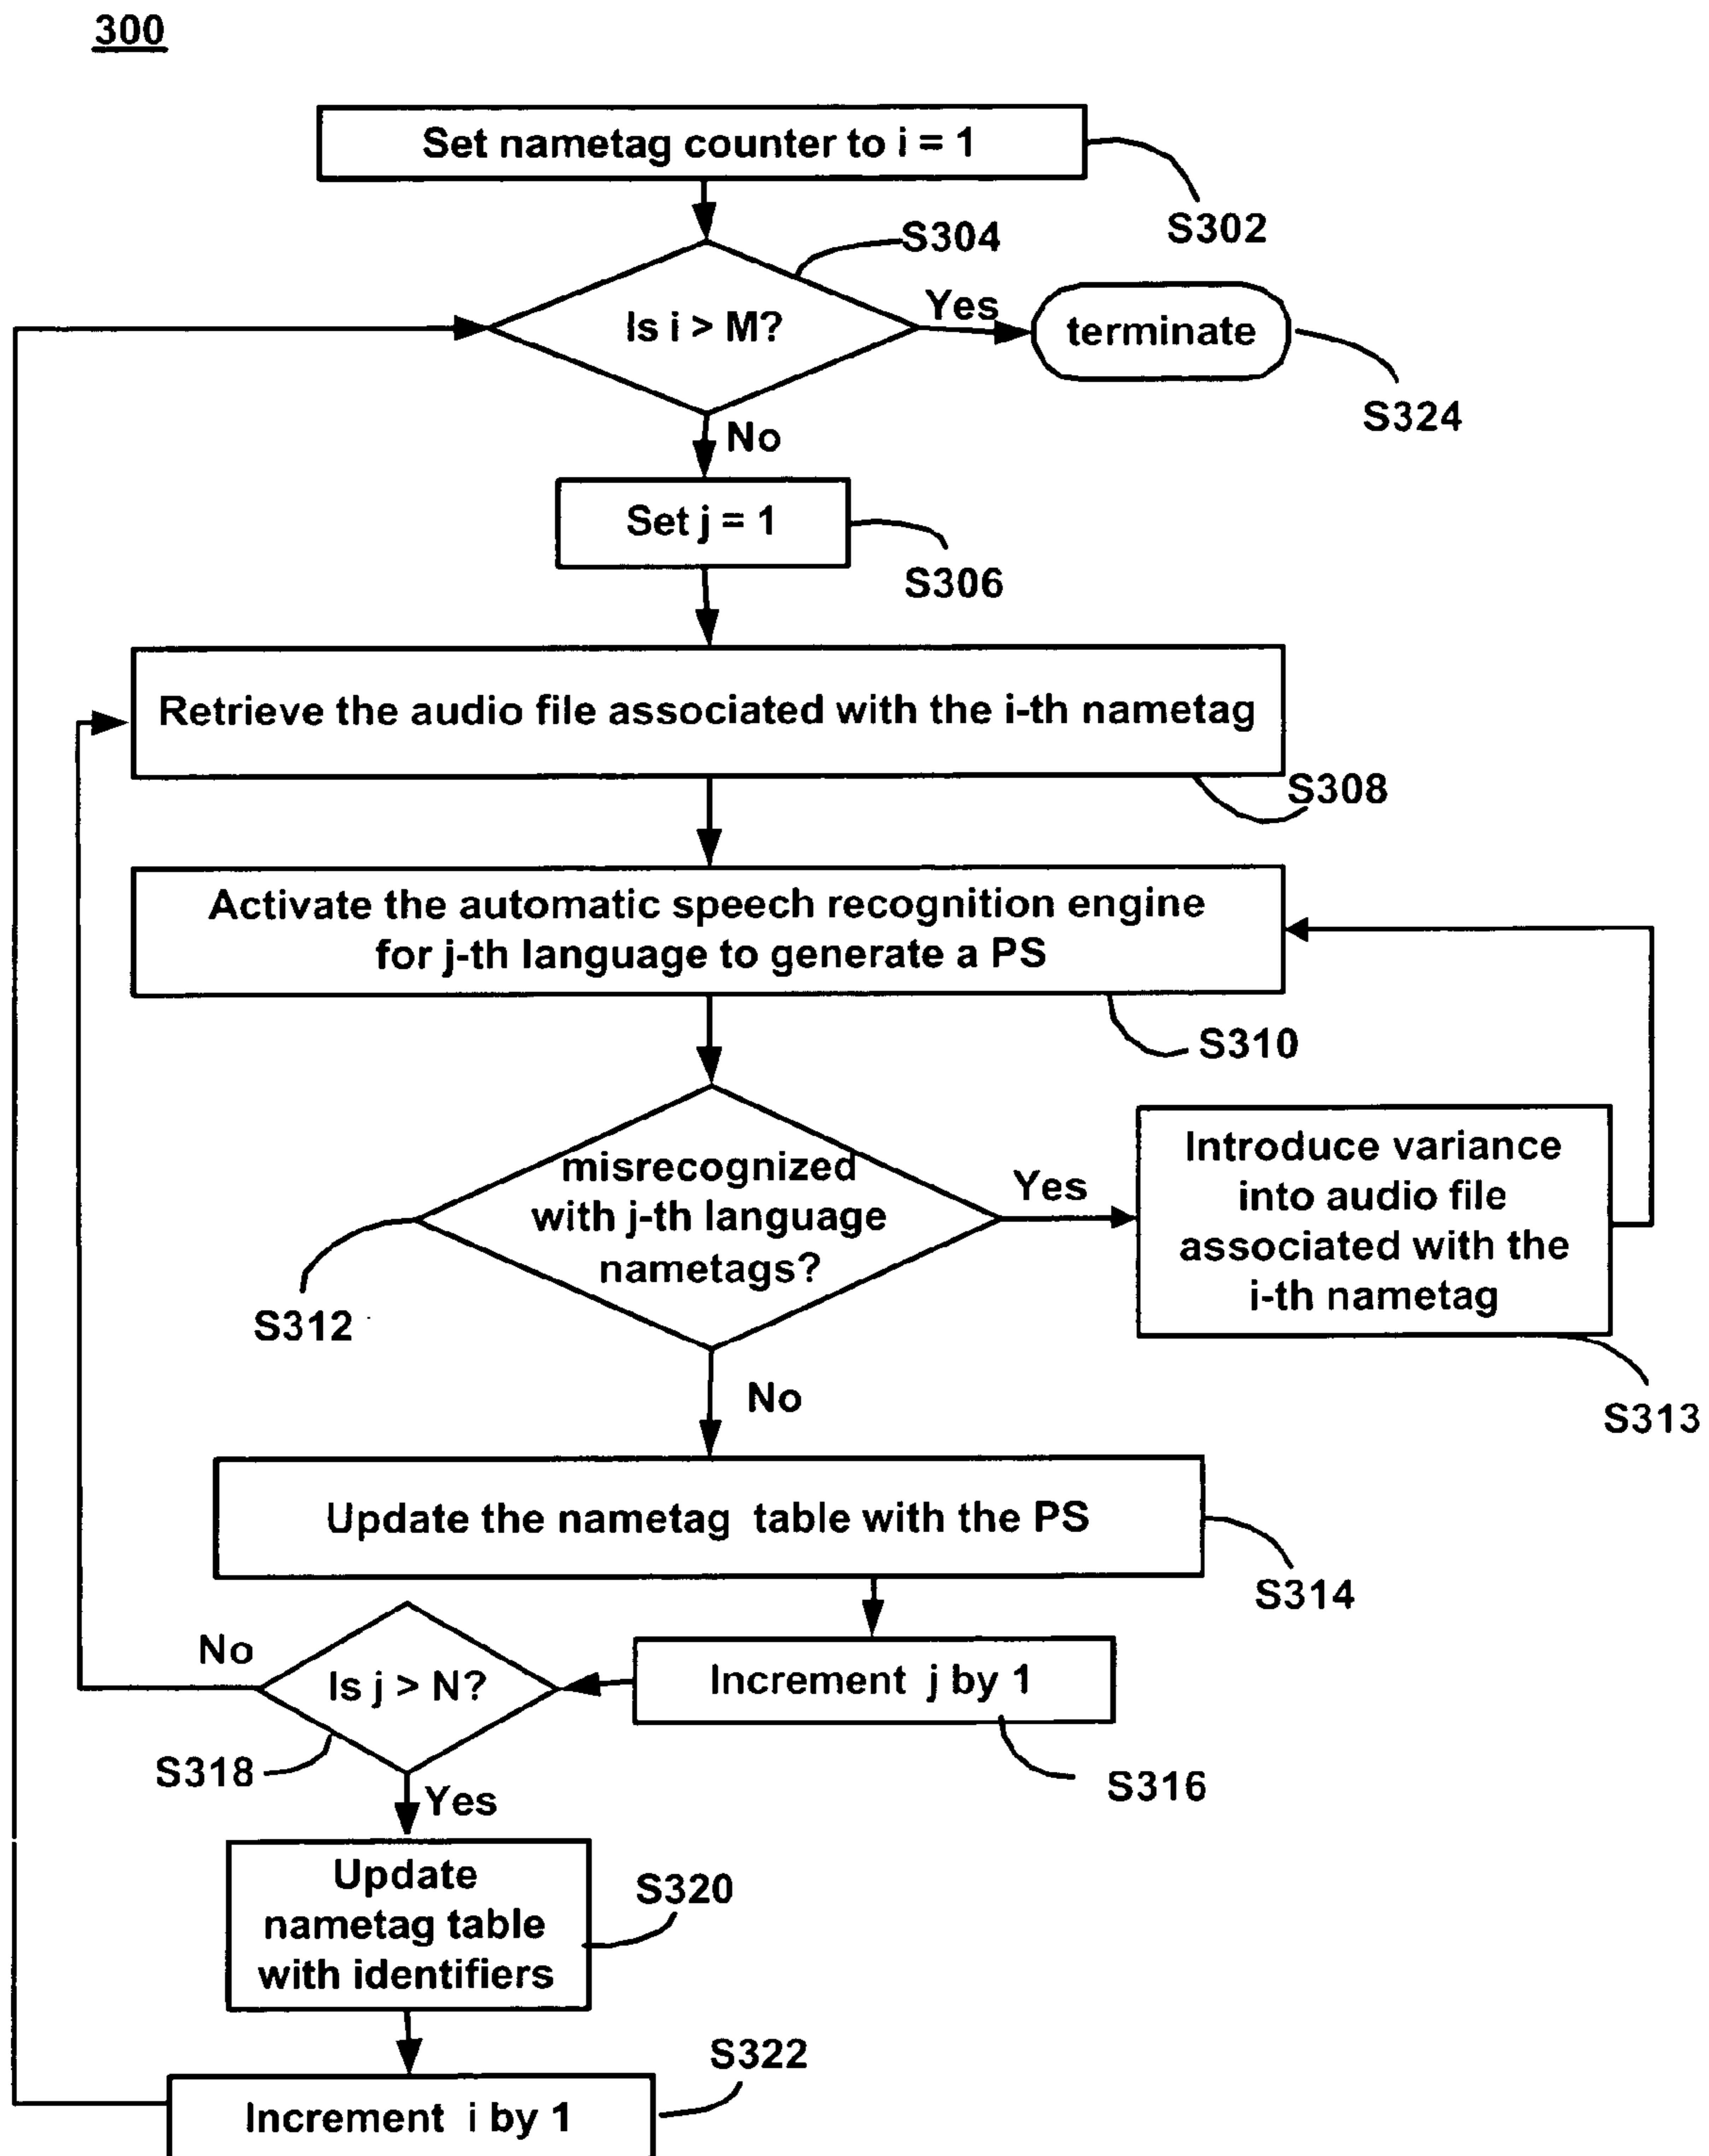 300
Set nametag counter to i = 1
S302
S304
Is i > M?
Yes
terminate
S324
No
Set j = 1
S306
Retrieve the audio file associated with the i-th nametag
S308
Activate the automatic speech recognition engine
for j-th language to generate a PS
S310
misrecognized
with j-th language
nametags?
Yes
S312
Introduce variance
into audio file
associated with the
i-th nametag
S313
No
Update the nametag table with the PS
S314
Increment j by 1
S316
No
Is j > N?
S318
Yes
Update
nametag table
with identifiers
S320
S322
Increment i by 1